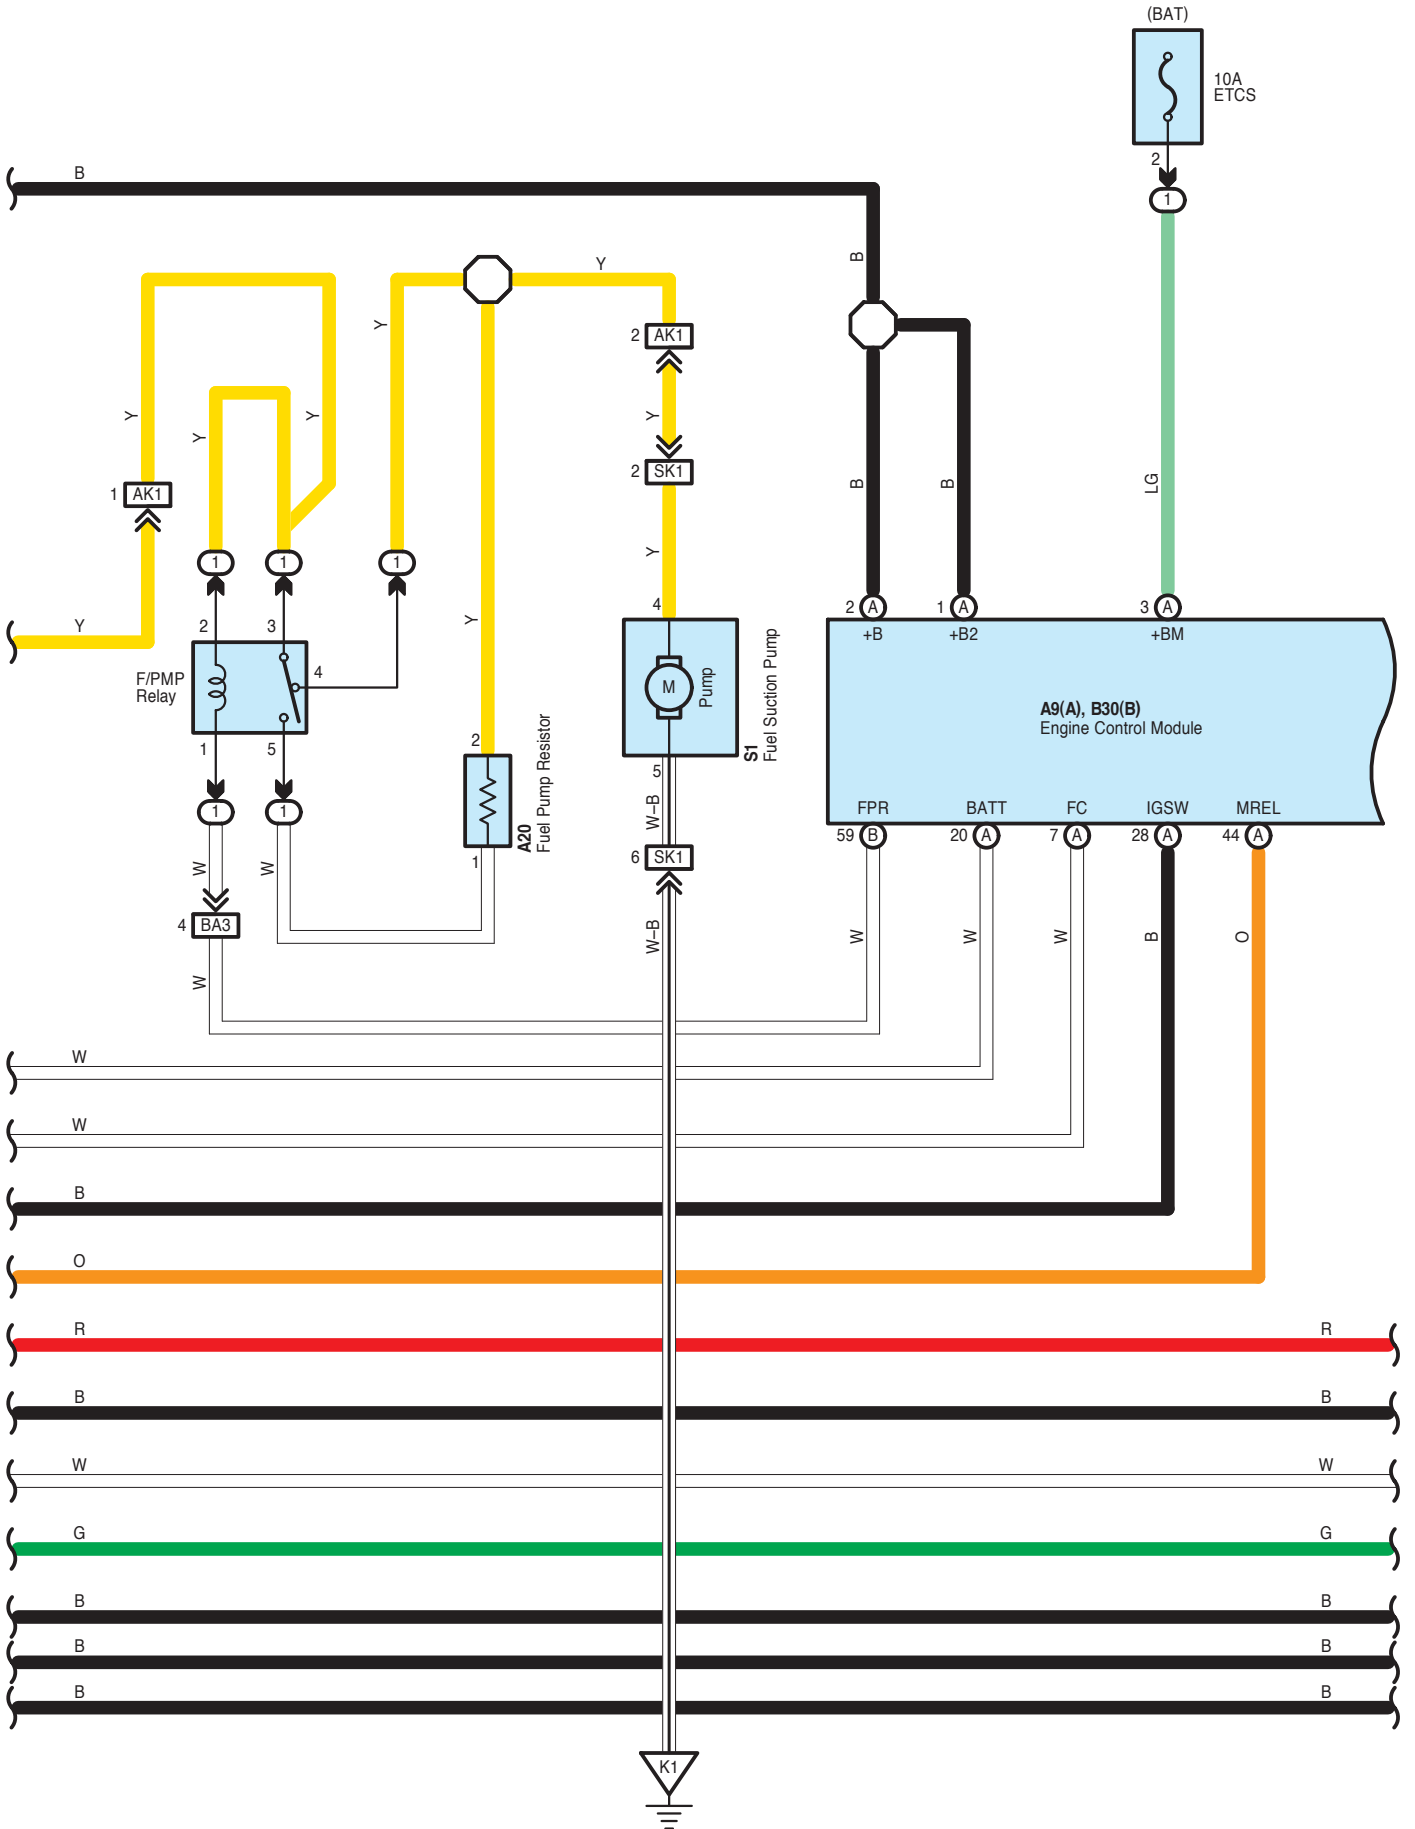 (BAT)
10A
ETCS
2
1
B
B
Y
Y
2 AK1
Y
Y
Y
Y
2 SK1
B
B
LG
1 AK1
1
1
1
Y
Y
Y
2
3
4
4
F/PMP
Relay
1
5
1
1
2
A20
Fuel Pump Resistor
1
M
Pump
S1
Fuel Suction Pump
5
W-B
6 SK1
W-B
2 A
1 A
3 A
+B
+B2
+BM
A9(A), B30(B)
Engine Control Module
FPR
BATT
FC
IGSW
MREL
59 B
20 A
7 A
28 A
44 A
W
W
4 BA3
W
W
W
W
B
O
W
W
B
O
R
R
B
B
W
W
G
G
B
B
B
B
B
B
K1